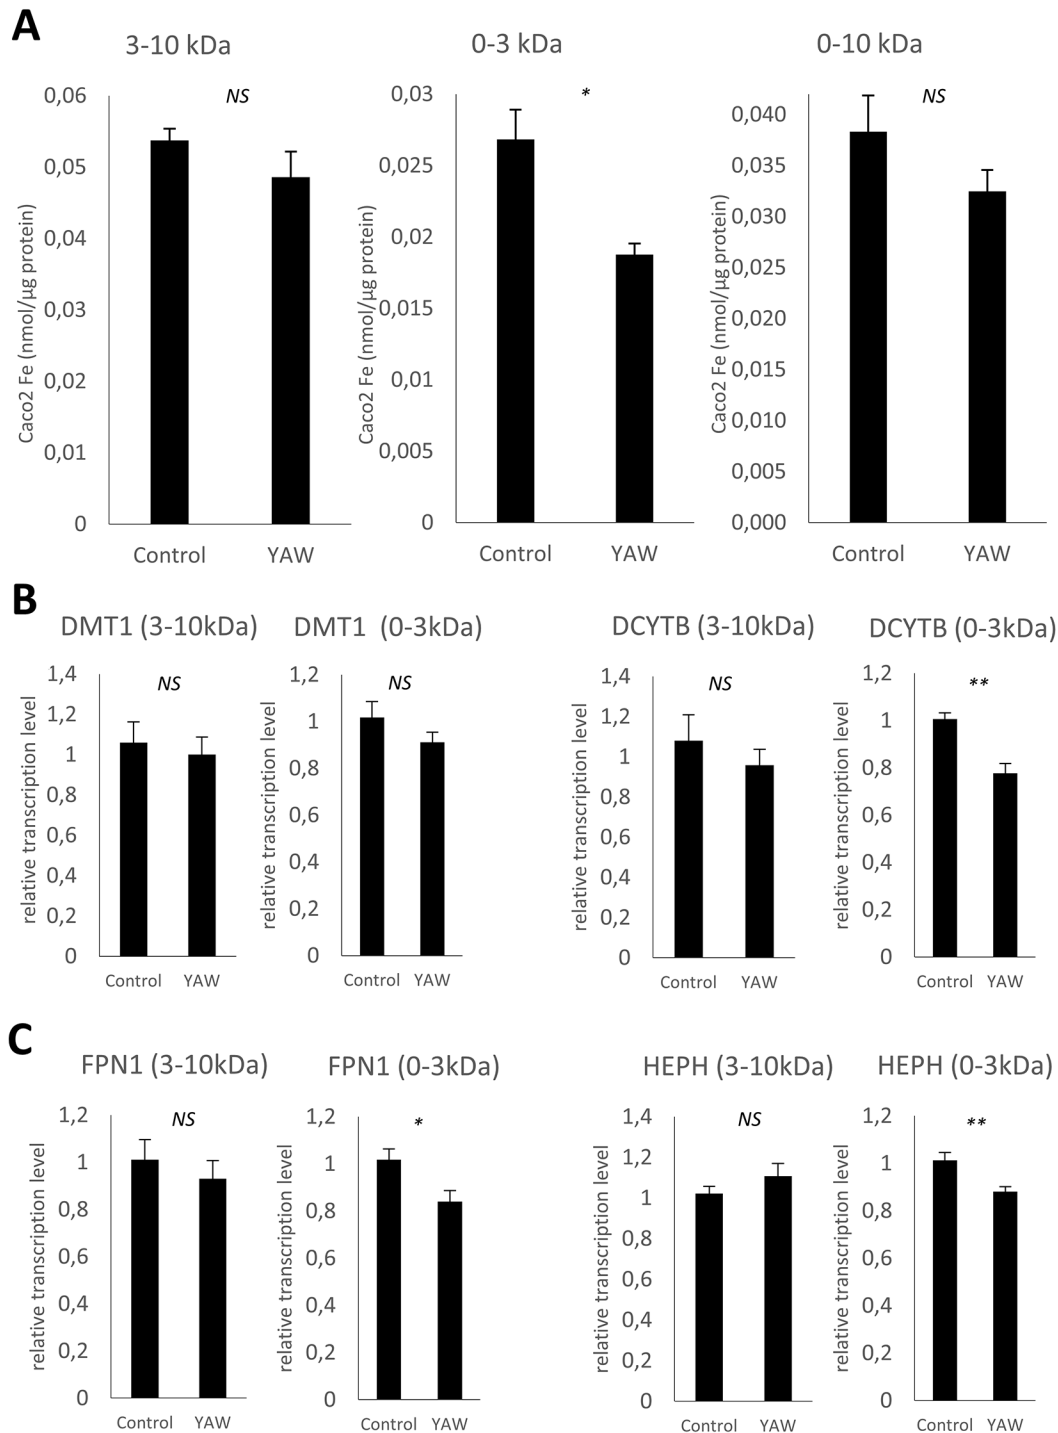 A
3-10 kDa
NS
Caco2 Fe (nmol/µg protein)
0,06
0,05
0,04
0,03
0,02
0,01
0
Control YAW
0-3 kDa
*
Caco2 Fe (nmol/µg protein)
0,03
0,025
0,02
0,015
0,01
0,005
0
Control YAW
0-10 kDa
NS
Caco2 Fe (nmol/µg protein)
0,040
0,035
0,030
0,025
0,020
0,015
0,010
0,005
0,000
Control YAW
B
DMT1 (3-10kDa)
NS
relative transcription level
1,4
1,2
1
0,8
0,6
0,4
0,2
0
Control YAW
DMT1 (0-3kDa)
NS
relative transcription level
1,2
1
0,8
0,6
0,4
0,2
0
Control YAW
DCYTB (3-10kDa)
NS
relative transcription level
1,4
1,2
1
0,8
0,6
0,4
0,2
0
Control YAW
DCYTB (0-3kDa)
**
relative transcription level
1,2
1
0,8
0,6
0,4
0,2
0
Control YAW
C
FPN1 (3-10kDa)
NS
relative transcription level
1,2
1
0,8
0,6
0,4
0,2
0
Control YAW
FPN1 (0-3kDa)
*
relative transcription level
1,2
1
0,8
0,6
0,4
0,2
0
Control YAW
HEPH (3-10kDa)
NS
relative transcription level
1,4
1,2
1
0,8
0,6
0,4
0,2
0
Control YAW
HEPH (0-3kDa)
**
relative transcription level
1,2
1
0,8
0,6
0,4
0,2
0
Control YAW